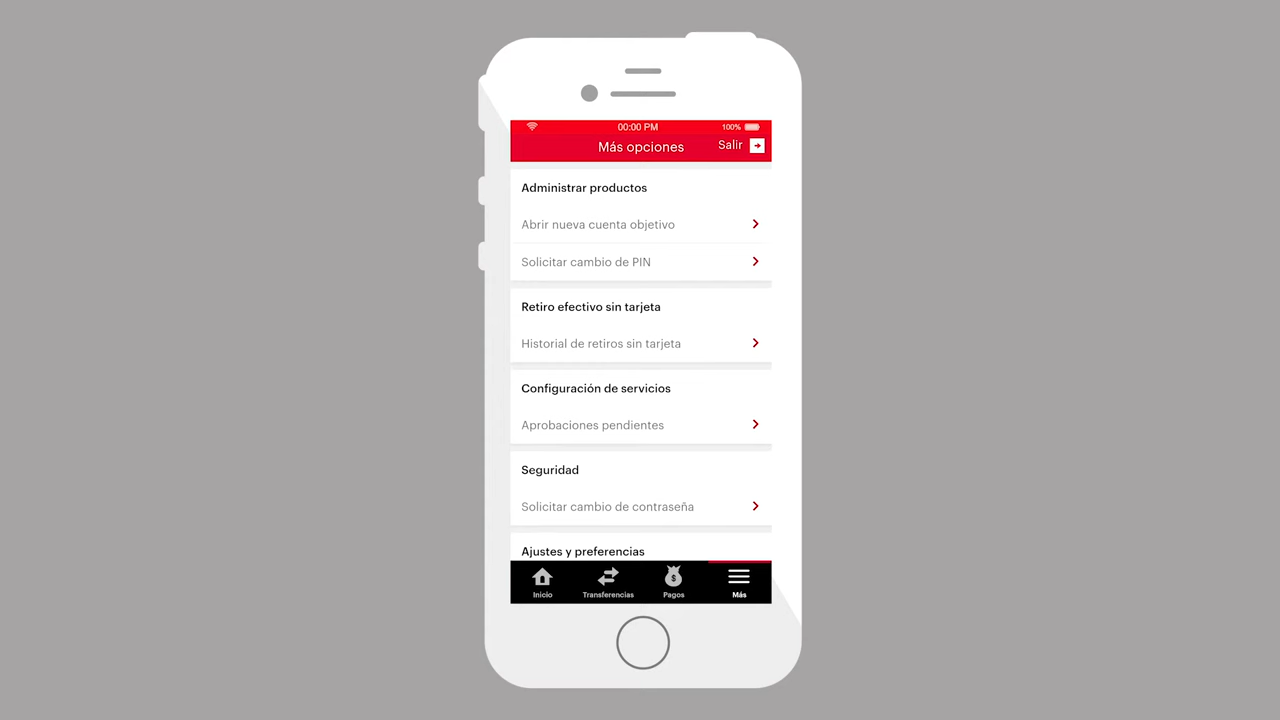 00:00 PM
100%
Más opciones
Salir
Administrar productos
Abrir nueva cuenta objetivo
Solicitar cambio de PIN
Retiro efectivo sin tarjeta
Historial de retiros sin tarjeta
Configuración de servicios
Aprobaciones pendientes
Seguridad
Solicitar cambio de contraseña
Ajustes y preferencias
$
Inicio
Transferencias
Pagos
Más